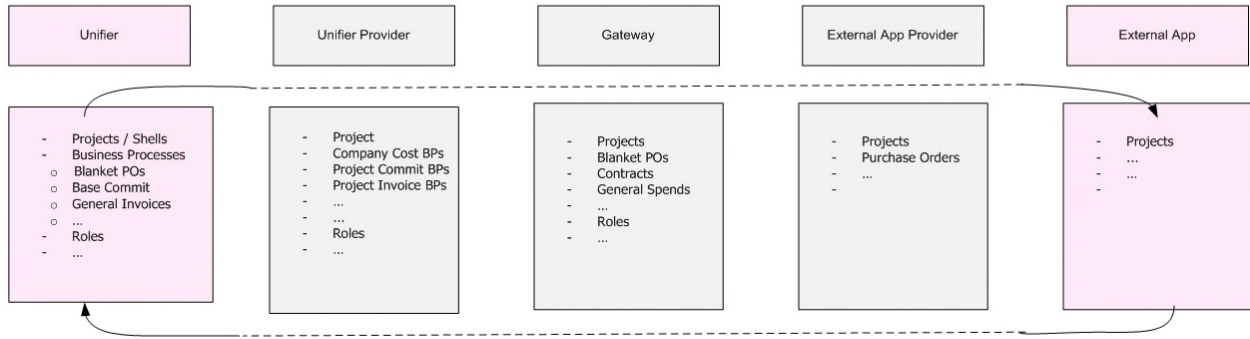 Unifier
Unifier Provider
Gateway
External App Provider
External App
- Projects / Shells
- Business Processes
o Blanket POs
o Base Commit
o General Invoices
o ...
- Roles
- ...
- Project
- Company Cost BPs
- Project Commit BPs
- Project Invoice BPs
- ...
- ...
- Roles
- ...
- Projects
- Blanket POs
- Contracts
- General Spends
- ...
- Roles
- ...
- Projects
- Purchase Orders
- ...
-
- Projects
- ...
- ...
-